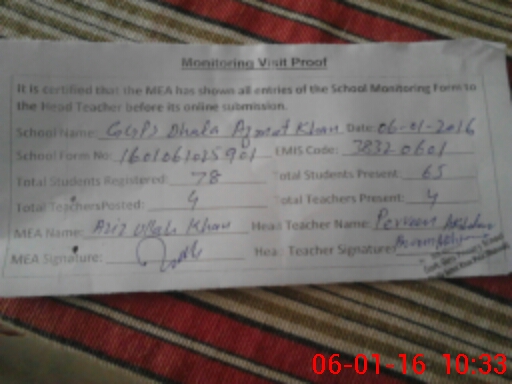 Monitoring Visit Proof
It is certified that the MEA has shown all entries of the School Monitoring Form to
the Head Teacher before its online submission.
School Name: GGPS Dhala Azmat Khan Date: 06-01-2016
School Form No: 1601061025901 EMIS Code: 38320601
Total Students Registered: 78 Total Students Present: 65
Total TeachersPosted: 4 Total Teachers Present: 4
MEA Name: Aziz Ullah Khan Head Teacher Name: Perveen Akhtar
MEA Signature: Head Teacher Signature:
06-01-16 10:33